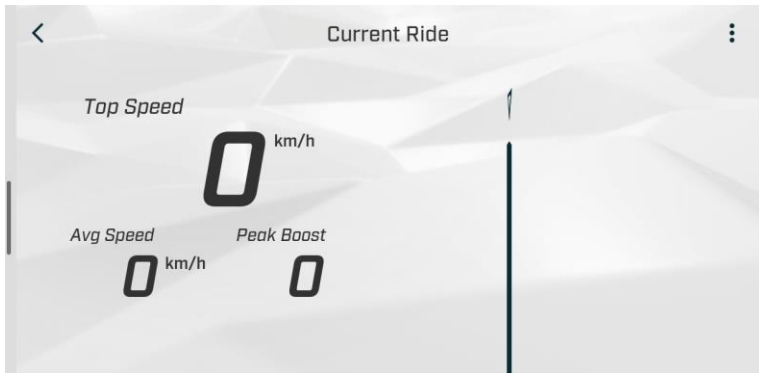 Current Ride
Top Speed
0 km/h
Avg Speed Peak Boost
0 km/h 0